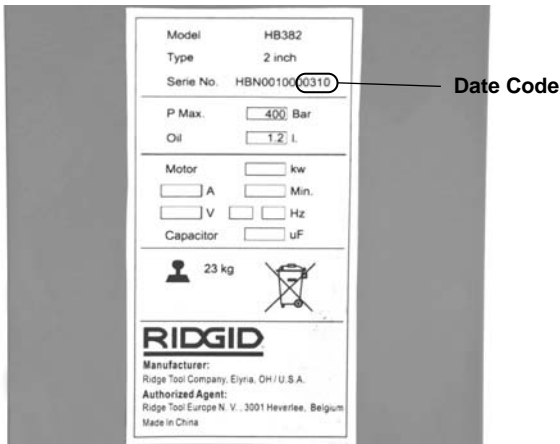 Model HB382
Type 2 inch
Serie No. HBN0010000310
Date Code
P Max. 400 Bar
Oil 1.2 l.
Motor kw
A Min.
V Hz
Capacitor uF
23 kg
RIDGID
Manufacturer:
Ridge Tool Company, Elyria, OH / U.S.A.
Authorized Agent:
Ridge Tool Europe N. V., 3001 Heverlee, Belgium
Made in China